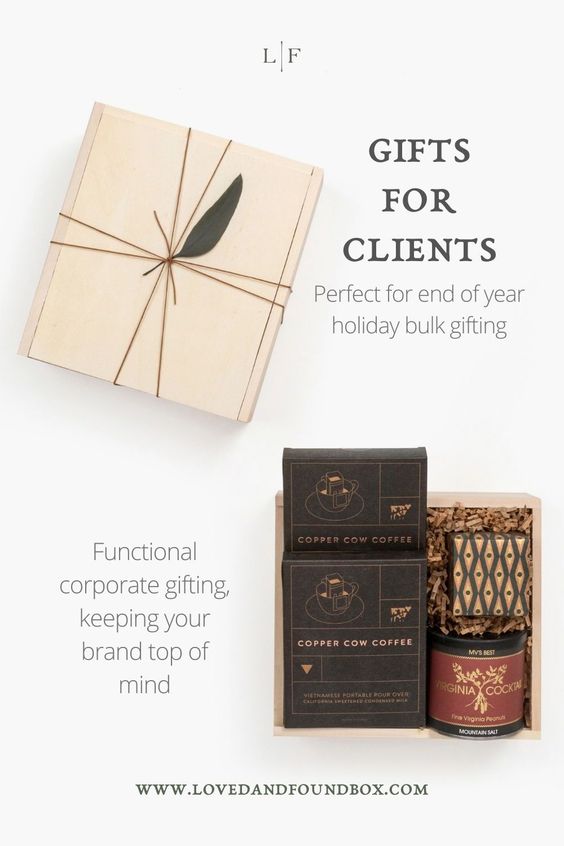 L|F
GIFTS
FOR
CLIENTS
Perfect for end of year
holiday bulk gifting
Functional
corporate gifting,
keeping your
brand top of
mind
COPPER COW COFFEE
COPPER COW COFFEE
VIETNAMESE PORTABLE POUR OVER
CALIFORNIA SWEETENED CONDENSED MILK
MV'S BEST
VIRGINIA COCKTAIL
Fine Virginia Peanuts
MOUNTAIN SALT
WWW.LOVEDANDFOUNDBOX.COM